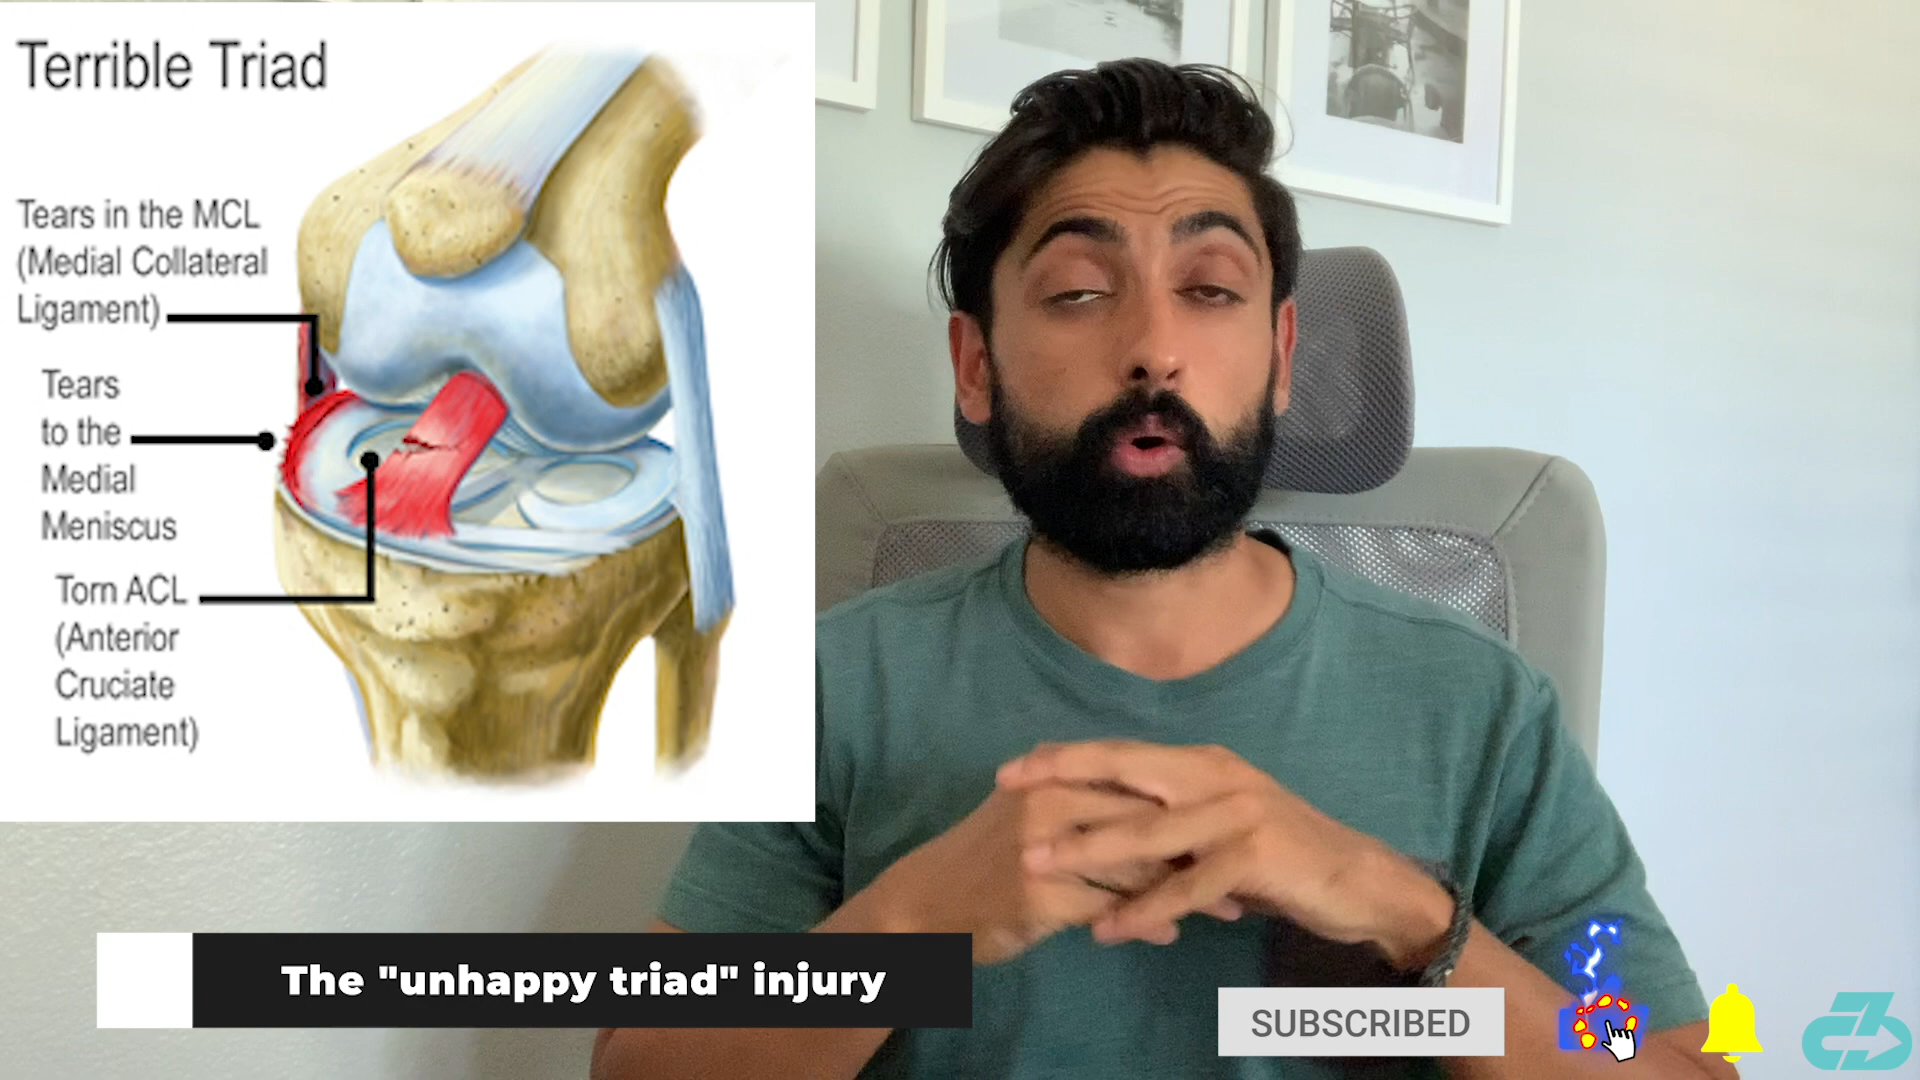 Terrible Triad
Tears in the MCL
(Medial Collateral
Ligament)
Tears
to the
Medial
Meniscus
Torn ACL
(Anterior
Cruciate
Ligament)
The "unhappy triad" injury
SUBSCRIBED